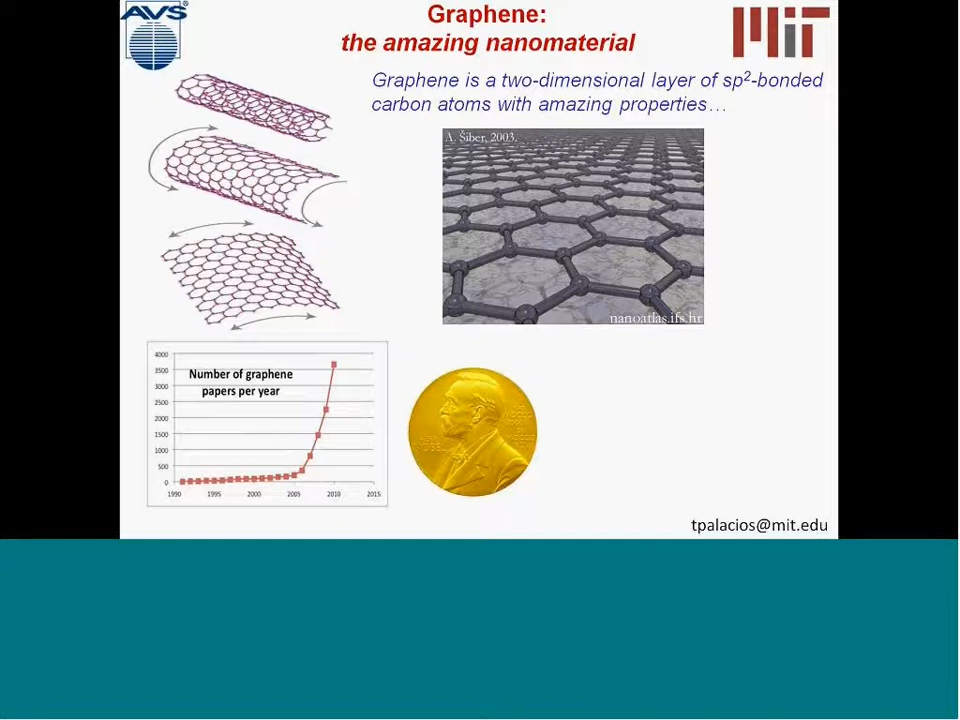 AVS®
Graphene:
the amazing nanomaterial
MIT
Graphene is a two-dimensional layer of sp²-bonded
carbon atoms with amazing properties…
A. Šiber, 2003.
nanoatlas.ifs.hr
Number of graphene
papers per year
4000
3500
3000
2500
2000
1500
1000
500
0
1990 1995 2000 2005 2010 2015
tpalacios@mit.edu